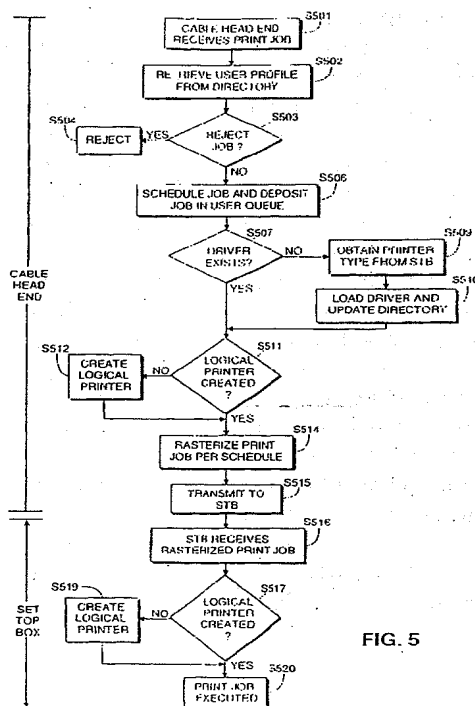 S501
CABLE HEAD END
RECEIVES PRINT JOB
S502
RETRIEVE USER PROFILE
FROM DIRECTORY
S503
S504
REJECT
YES
REJECT
JOB ?
NO
S506
SCHEDULE JOB AND DEPOSIT
JOB IN USER QUEUE
S507
DRIVER
EXISTS?
NO
S509
OBTAIN PRINTER
TYPE FROM STB
YES
S510
LOAD DRIVER AND
UPDATE DIRECTORY
CABLE HEAD
END
S511
LOGICAL
PRINTER
CREATED
?
S512
CREATE
LOGICAL
PRINTER
NO
YES
S514
RASTERIZE PRINT
JOB PER SCHEDULE
S515
TRANSMIT TO
STB
S516
STB RECEIVES
RASTERIZED PRINT JOB
SET
TOP
BOX
S517
LOGICAL
PRINTER
CREATED
?
S519
CREATE
LOGICAL
PRINTER
NO
YES
S520
PRINT JOB
EXECUTED
FIG. 5